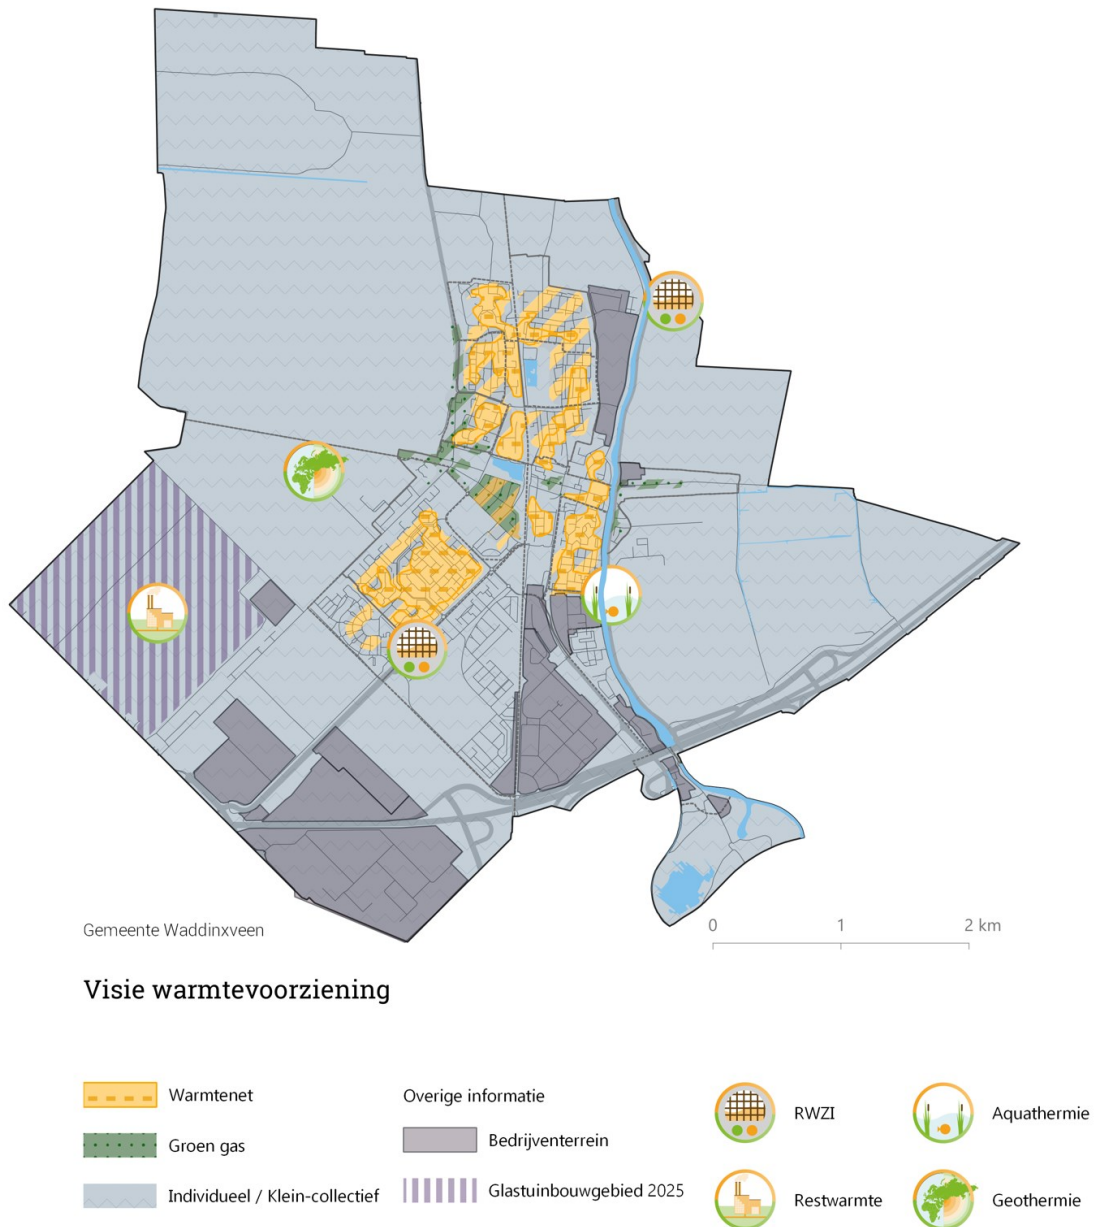 Gemeente Waddinxveen
0 1 2 km
Visie warmtevoorziening
Warmtenet
Groen gas
Individueel / Klein-collectief
Overige informatie
Bedrijventerrein
Glastuinbouwgebied 2025
RWZI
Restwarmte
Aquathermie
Geothermie